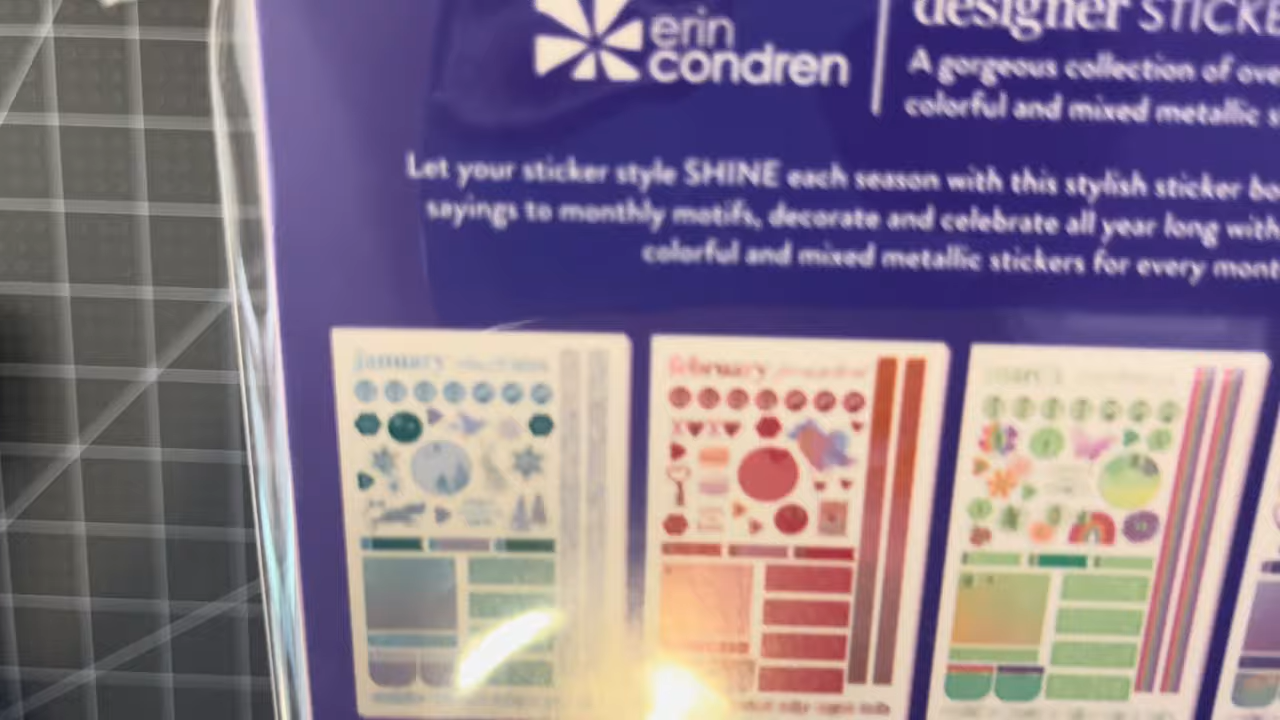 erin
condren
designer STICKE
A gorgeous collection of ove
colorful and mixed metallic s
Let your sticker style SHINE each season with this stylish sticker bo
sayings to monthly motifs, decorate and celebrate all year long with
colorful and mixed metallic stickers for every mont
january
february